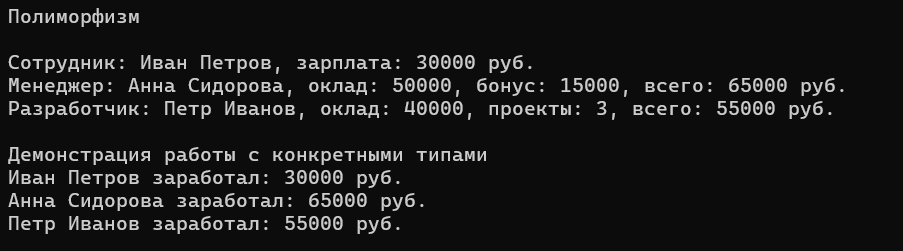 Полиморфизм
Сотрудник: Иван Петров, зарплата: 30000 руб.
Менеджер: Анна Сидорова, оклад: 50000, бонус: 15000, всего: 65000 руб.
Разработчик: Петр Иванов, оклад: 40000, проекты: 3, всего: 55000 руб.
Демонстрация работы с конкретными типами
Иван Петров заработал: 30000 руб.
Анна Сидорова заработал: 65000 руб.
Петр Иванов заработал: 55000 руб.